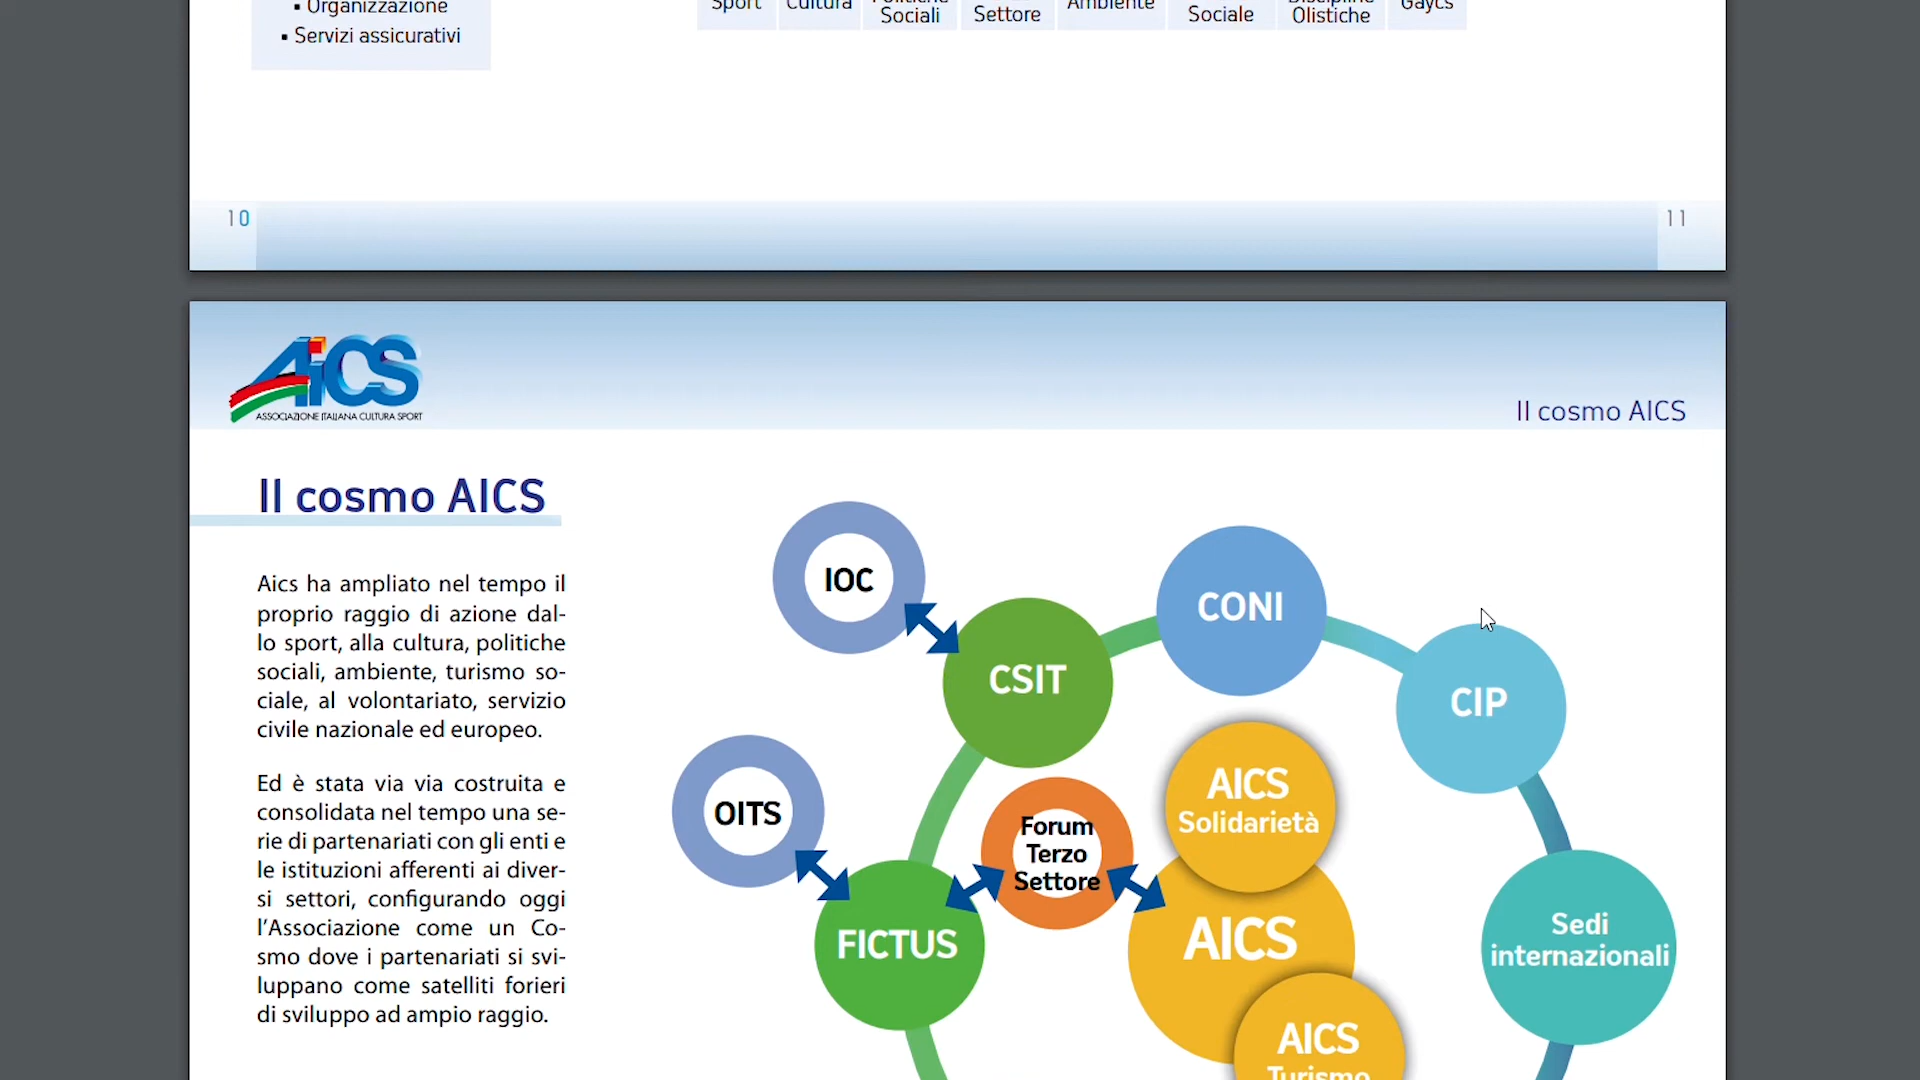 ▪ Organizzazione
▪ Servizi assicurativi
Sport
Cultura
Politiche
Sociali
Settore
Ambiente
Sociale
Discipline
Olistiche
Gaycs
10
11
AiCS
ASSOCIAZIONE ITALIANA CULTURA SPORT
Il cosmo AICS
Il cosmo AICS
Aics ha ampliato nel tempo il
proprio raggio di azione dal-
lo sport, alla cultura, politiche
sociali, ambiente, turismo so-
ciale, al volontariato, servizio
civile nazionale ed europeo.
Ed è stata via via costruita e
consolidata nel tempo una se-
rie di partenariati con gli enti e
le istituzioni afferenti ai diver-
si settori, configurando oggi
l’Associazione come un Co-
smo dove i partenariati si svi-
luppano come satelliti forieri
di sviluppo ad ampio raggio.
IOC
CSIT
CONI
CIP
OITS
Forum
Terzo
Settore
AICS
Solidarietà
FICTUS
AICS
Sedi
internazionali
AICS
Turismo